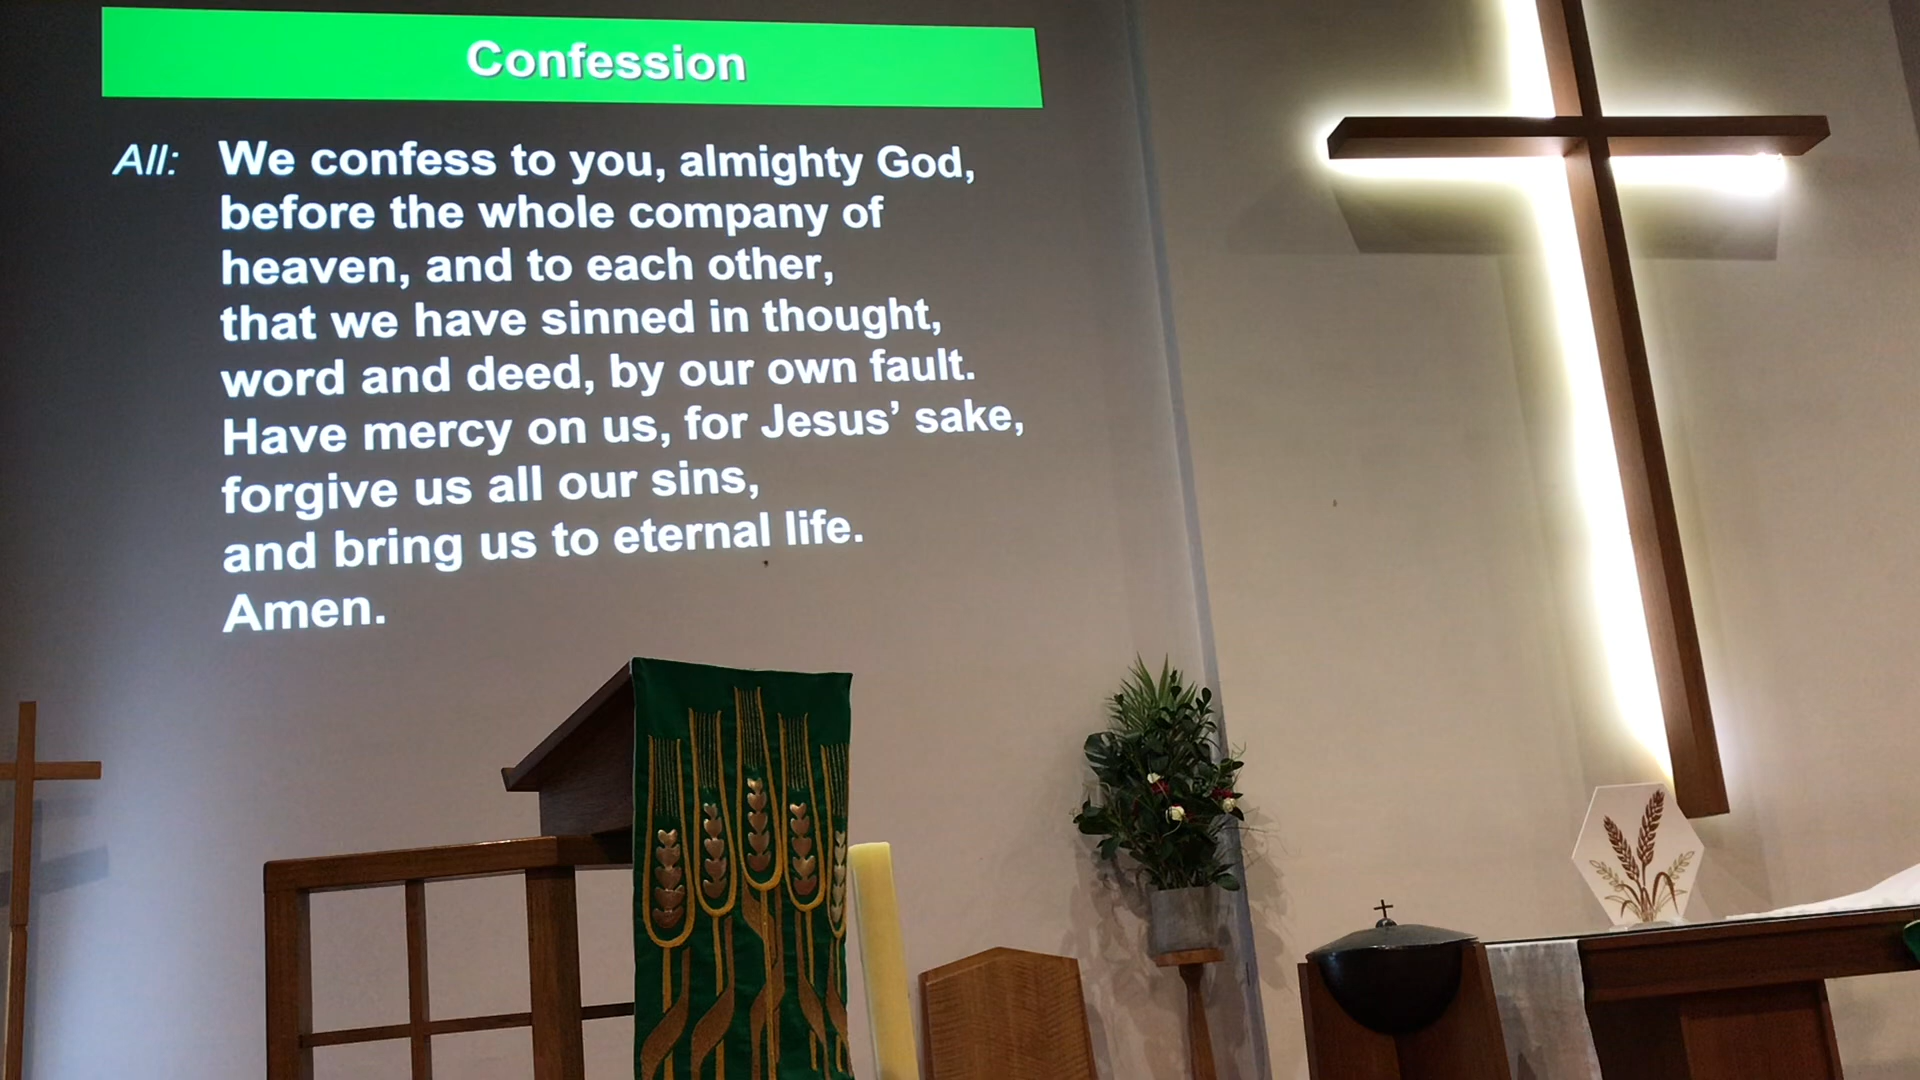 Confession
All: We confess to you, almighty God,
before the whole company of
heaven, and to each other,
that we have sinned in thought,
word and deed, by our own fault.
Have mercy on us, for Jesus’ sake,
forgive us all our sins,
and bring us to eternal life.
Amen.